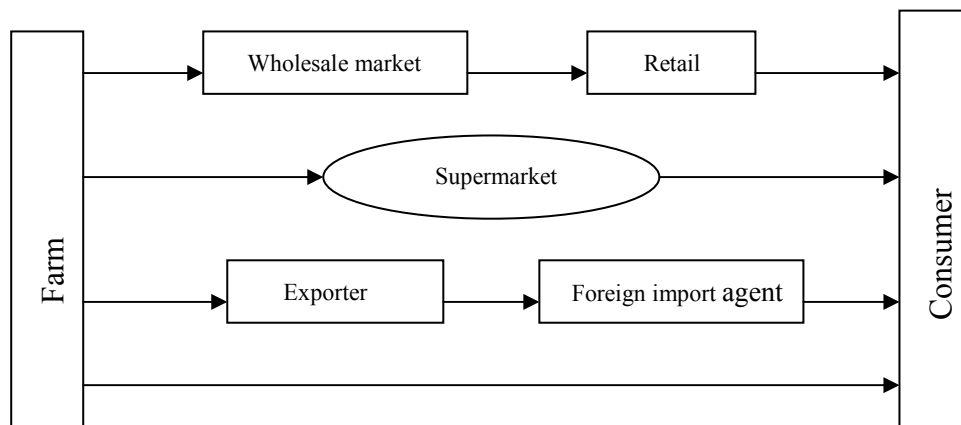 Wholesale market
Retail
Supermarket
Farm
Consumer
Exporter
Foreign import agent